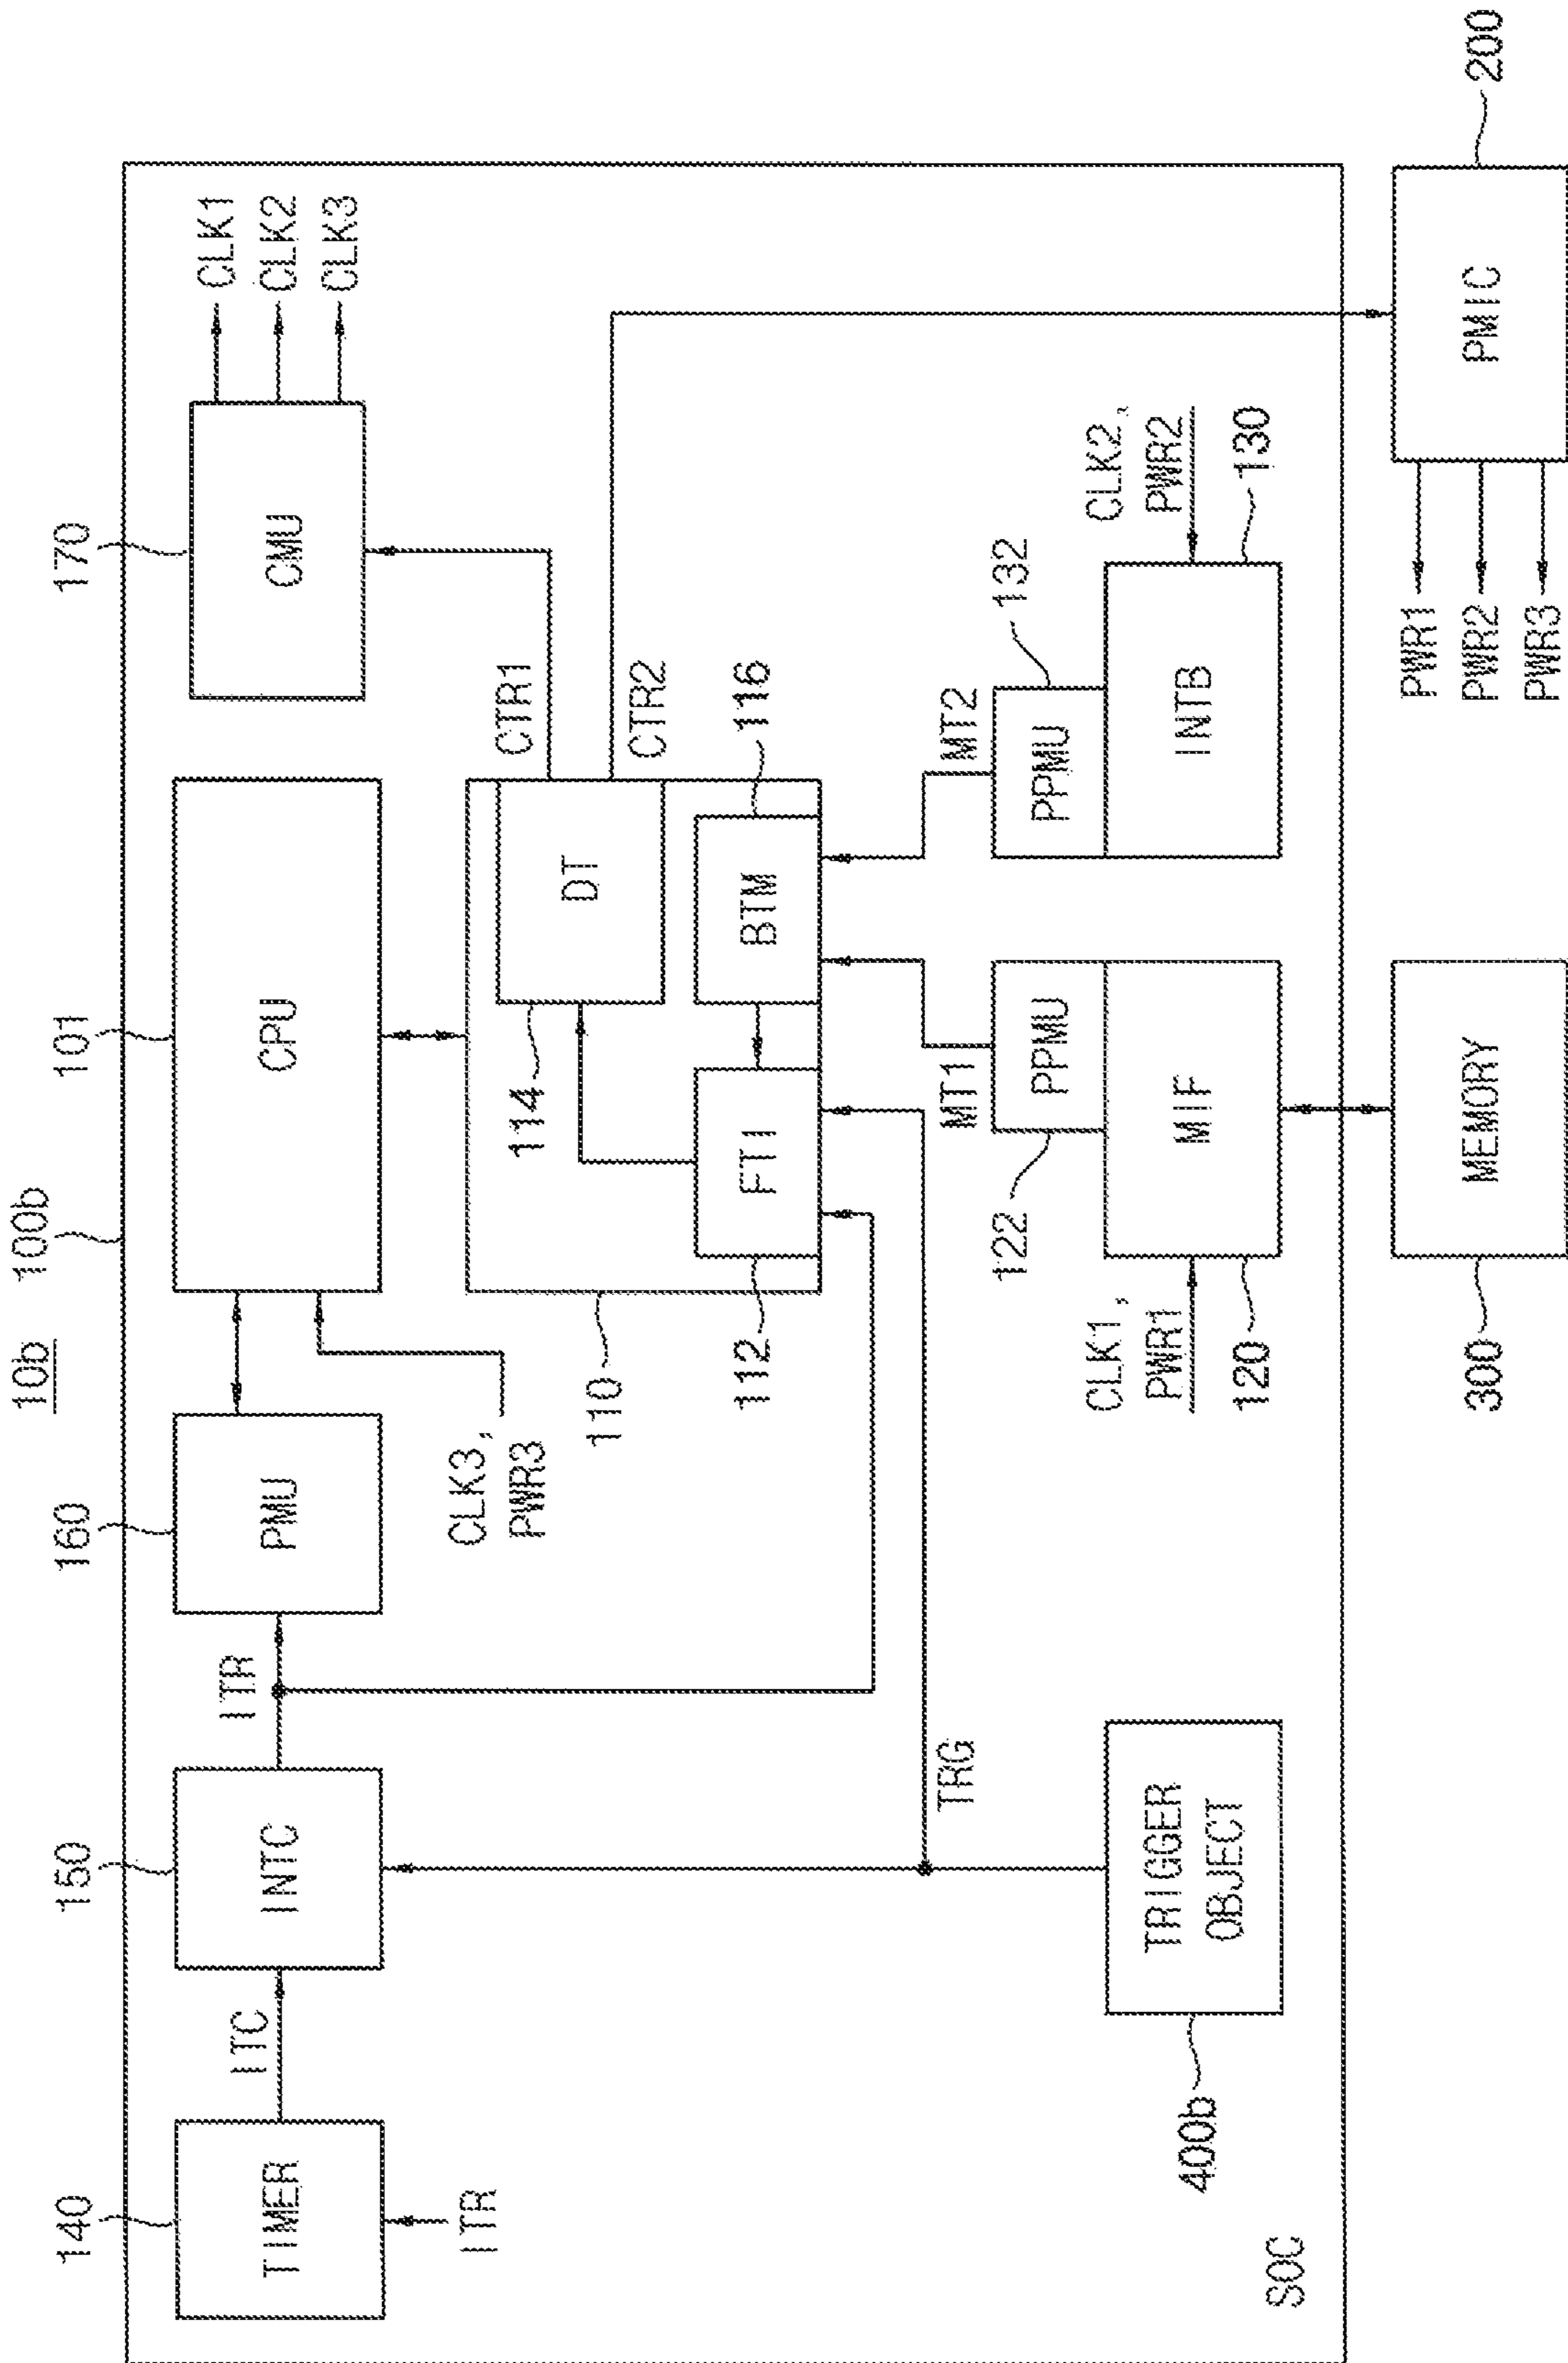 10b
100b
140
150
160
101
170
TIMER
ITC
INTC
ITR
PMU
CPU
CMU
CLK1
CLK2
CLK3
ITR
CLK3,
PWR3
110
CTR1
CTR2
114
DT
112
FTI
BTM
116
TRG
MT1
MT2
122
PPMU
PPMU
132
CLK1,
PWR1
120
MIF
INTB
CLK2,
PWR2
130
TRIGGER
OBJECT
400b
SOC
300
MEMORY
PWR1
PWR2
PWR3
PMIC
200